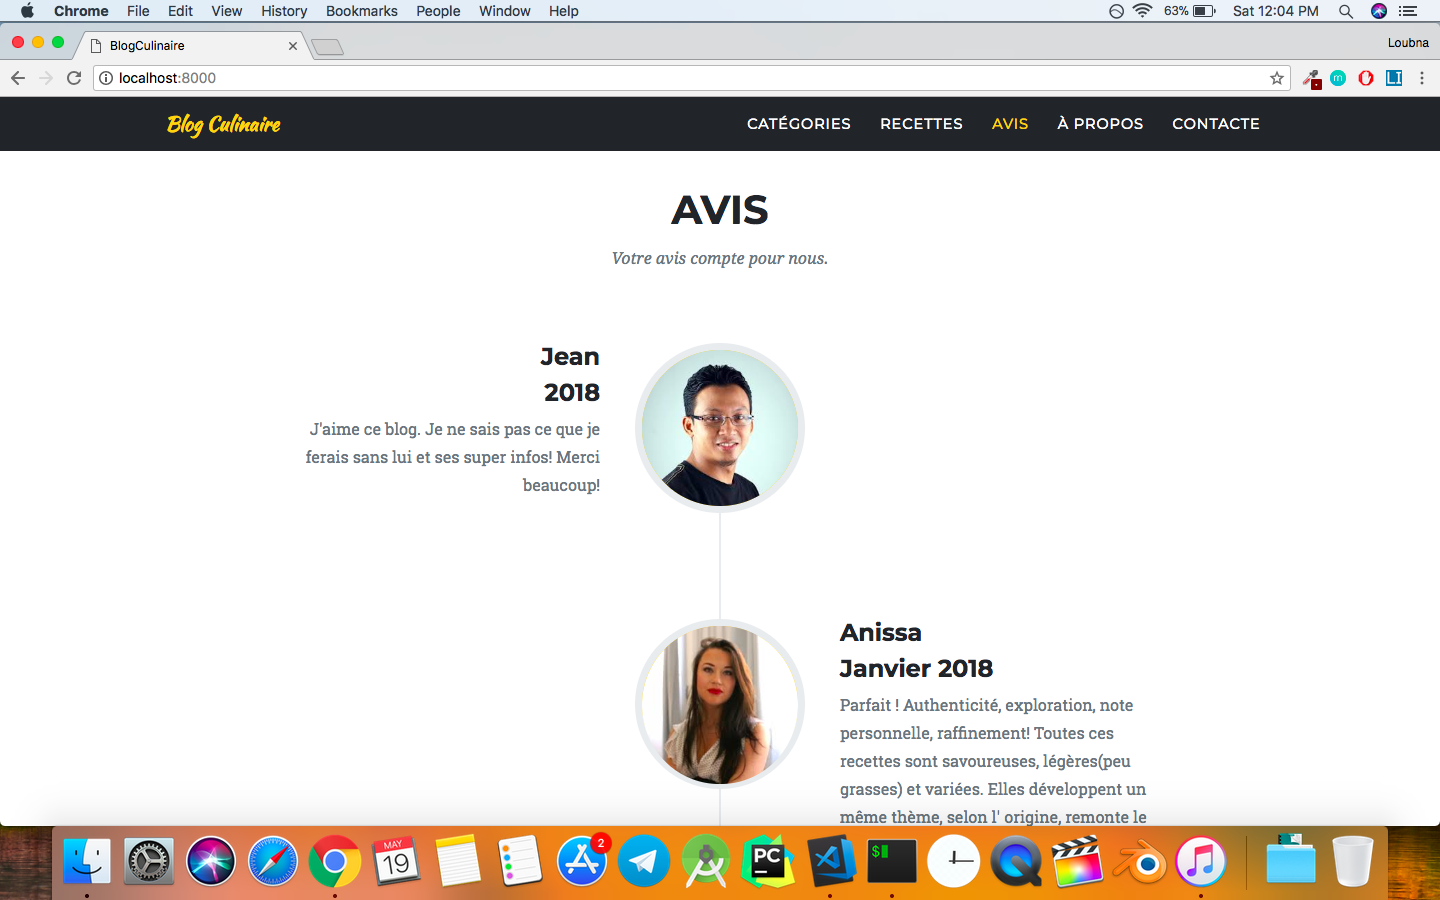 Chrome File Edit View History Bookmarks People Window Help 63% Sat 12:04 PM
BlogCulinaire
Loubna
localhost:8000
Blog Culinaire CATÉGORIES RECETTES AVIS À PROPOS CONTACTE
AVIS
Votre avis compte pour nous.
Jean
2018
J'aime ce blog. Je ne sais pas ce que je
ferais sans lui et ses super infos! Merci
beaucoup!
Anissa
Janvier 2018
Parfait ! Authenticité, exploration, note
personnelle, raffinement! Toutes ces
recettes sont savoureuses, légères(peu
grasses) et variées. Elles développent un
même thème, selon l' origine, remonte le
MAY
19
2
PC
$